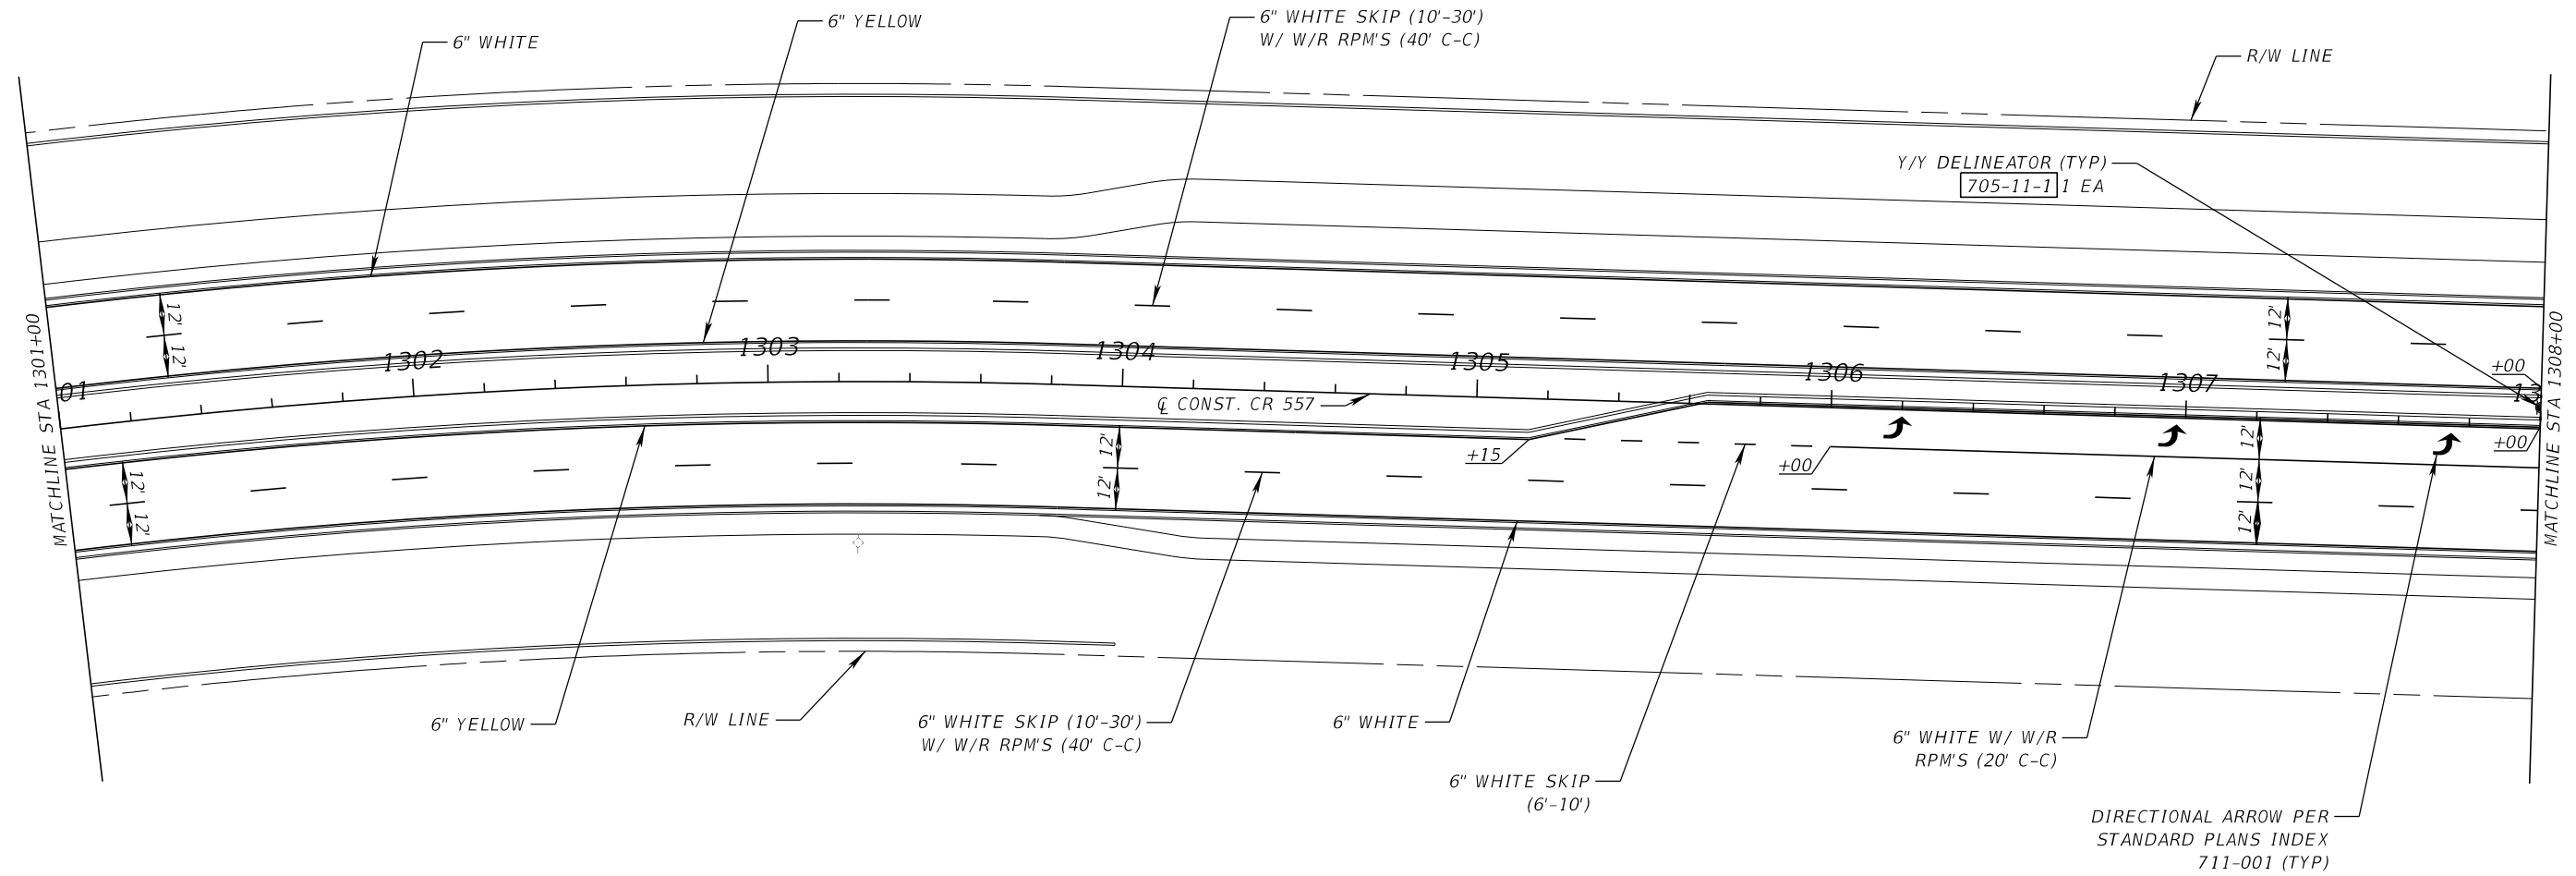 6" WHITE
6" YELLOW
6" WHITE SKIP (10'-30')
W/ W/R RPM'S (40' C-C)
R/W LINE
Y/Y DELINEATOR (TYP)
705-11-1 1 EA
MATCHLINE STA 1301+00
12'
12'
12'
12'
01
1302
1303
1304
1305
1306
1307
13
℄ CONST. CR 557
12'
12'
+15
+00
12'
12'
12'
12'
12'
+00
+00
MATCHLINE STA 1308+00
6" YELLOW
R/W LINE
6" WHITE SKIP (10'-30')
W/ W/R RPM'S (40' C-C)
6" WHITE
6" WHITE SKIP
(6'-10')
6" WHITE W/ W/R
RPM'S (20' C-C)
DIRECTIONAL ARROW PER
STANDARD PLANS INDEX
711-001 (TYP)